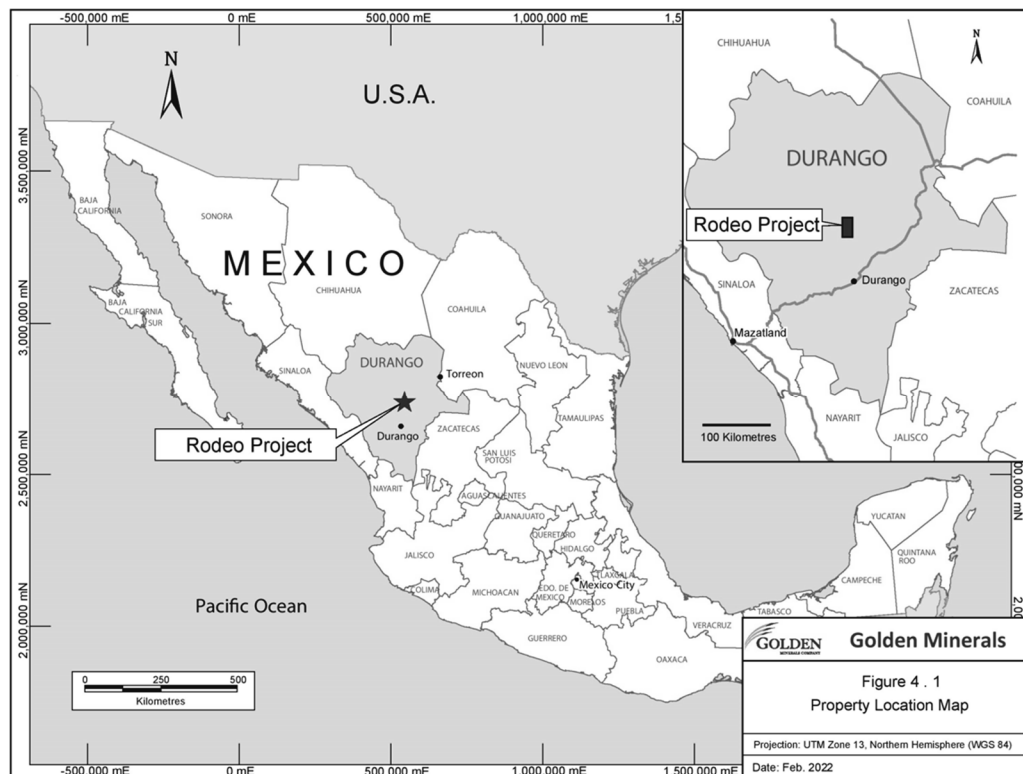 -500,000 mE
0 mE
500,000 mE
1,000,000 mE
N
U.S.A.
3,500,000 mN
3,000,000 mN
2,500,000 mN
2,000,000 mN
BAJA
CALIFORNIA
SONORA
MEXICO
CHIHUAHUA
BAJA
CALIFORNIA
SUR
COAHUILA
SINALOA
DURANGO
Torreon
NUEVO LEON
Rodeo Project
Durango
ZACATECAS
TAMAULIPAS
SAN LUIS
POTOSI
NAYARIT
AGUASCALIENTES
GUANAJUATO
QUERETARO
HIDALGO
JALISCO
TLAXCALA
Mexico City
COLIMA
MICHOACAN
EDO. DE
MEXICO
MORELOS
PUEBLA
Pacific Ocean
GUERRERO
OAXACA
VERACRUZ
TABASCO
CAMPECHE
YUCATAN
QUINTANA
ROO
0 250 500
Kilometres
-500,000 mE
0 mE
500,000 mE
1,000,000 mE
1,500,000 mE
CHIHUAHUA
N
COAHUILA
DURANGO
Rodeo Project
SINALOA
Durango
ZACATECAS
Mazatland
100 Kilometres
NAYARIT
JALISCO
GOLDEN
MINERALS COMPANY
Golden Minerals
Figure 4 . 1
Property Location Map
Projection: UTM Zone 13, Northern Hemisphere (WGS 84)
Date: Feb. 2022